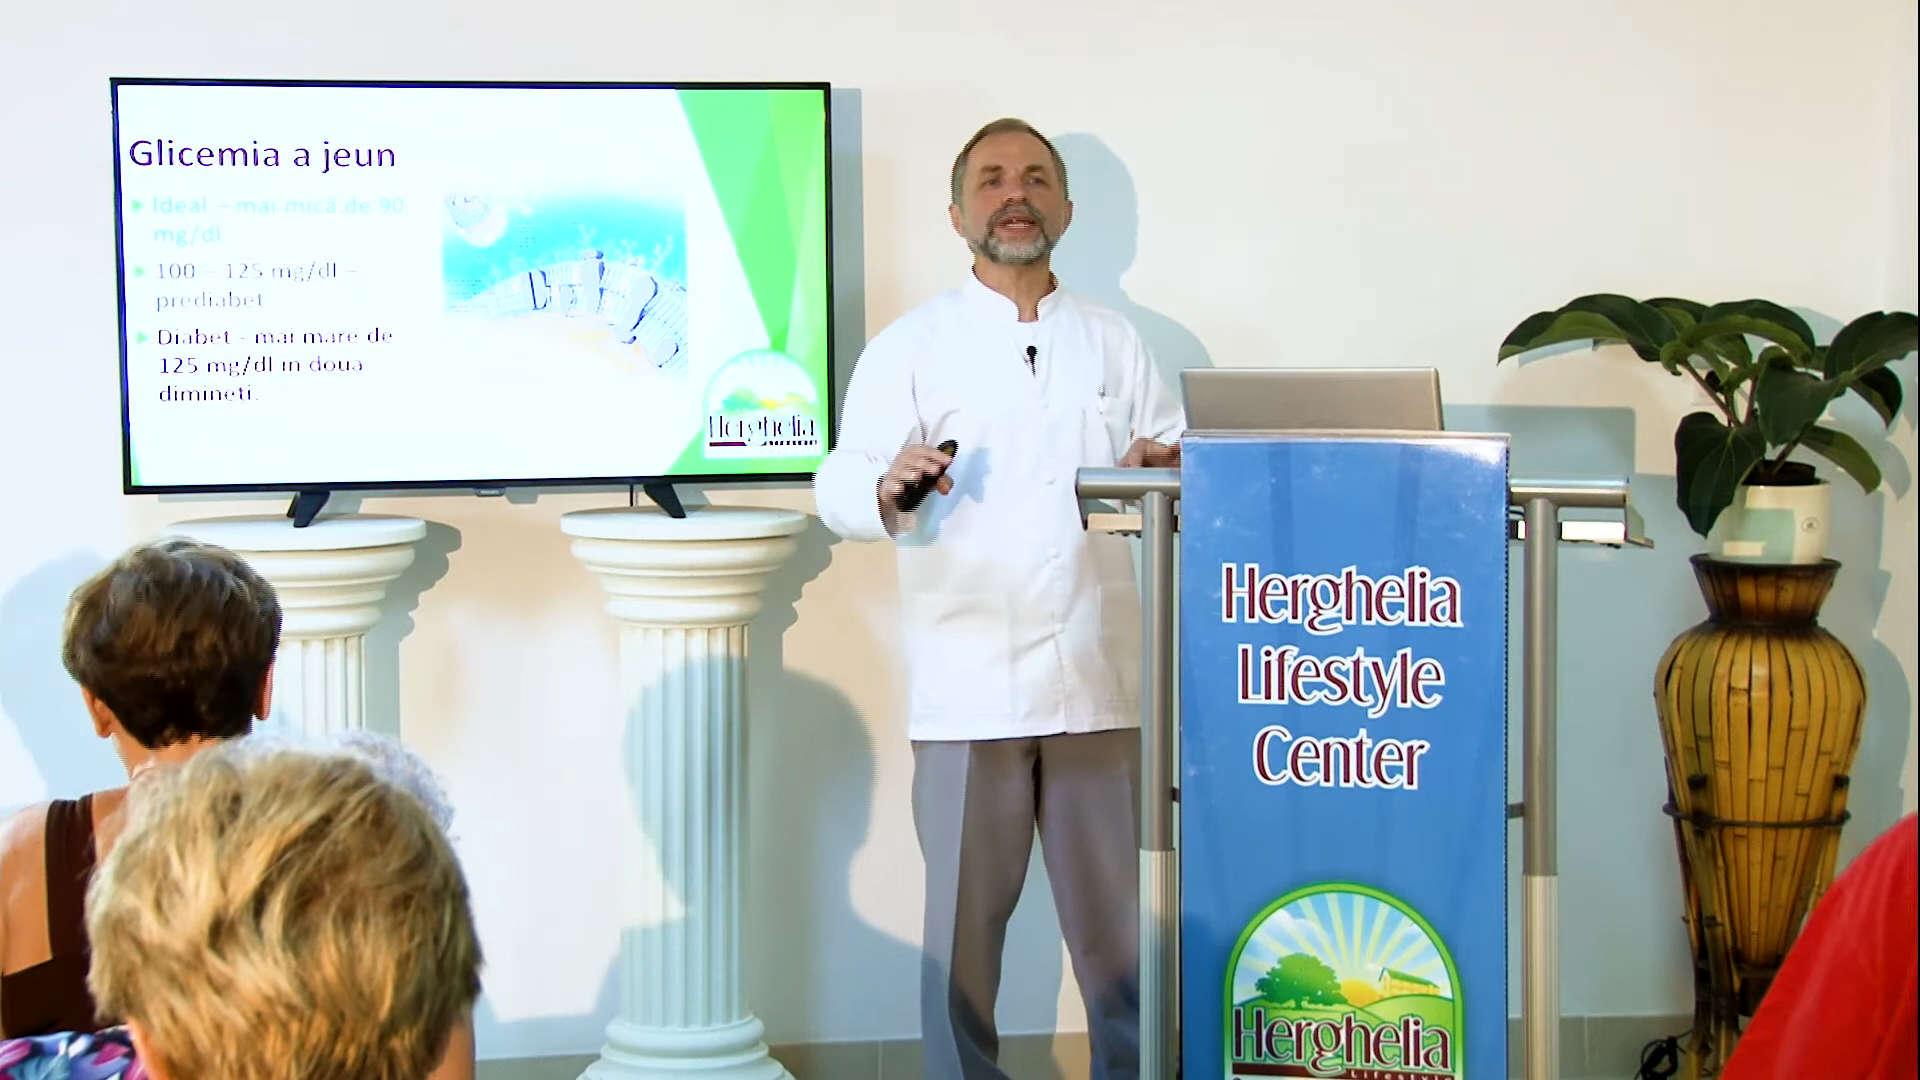 Glicemia a jeun
Ideal – mai mică de 90
mg/dl
100 – 125 mg/dl –
prediabet
Diabet - mai mare de
125 mg/dl in doua
dimineti.
Herghelia
Herghelia
Lifestyle
Center
Herghelia
Lifestyle